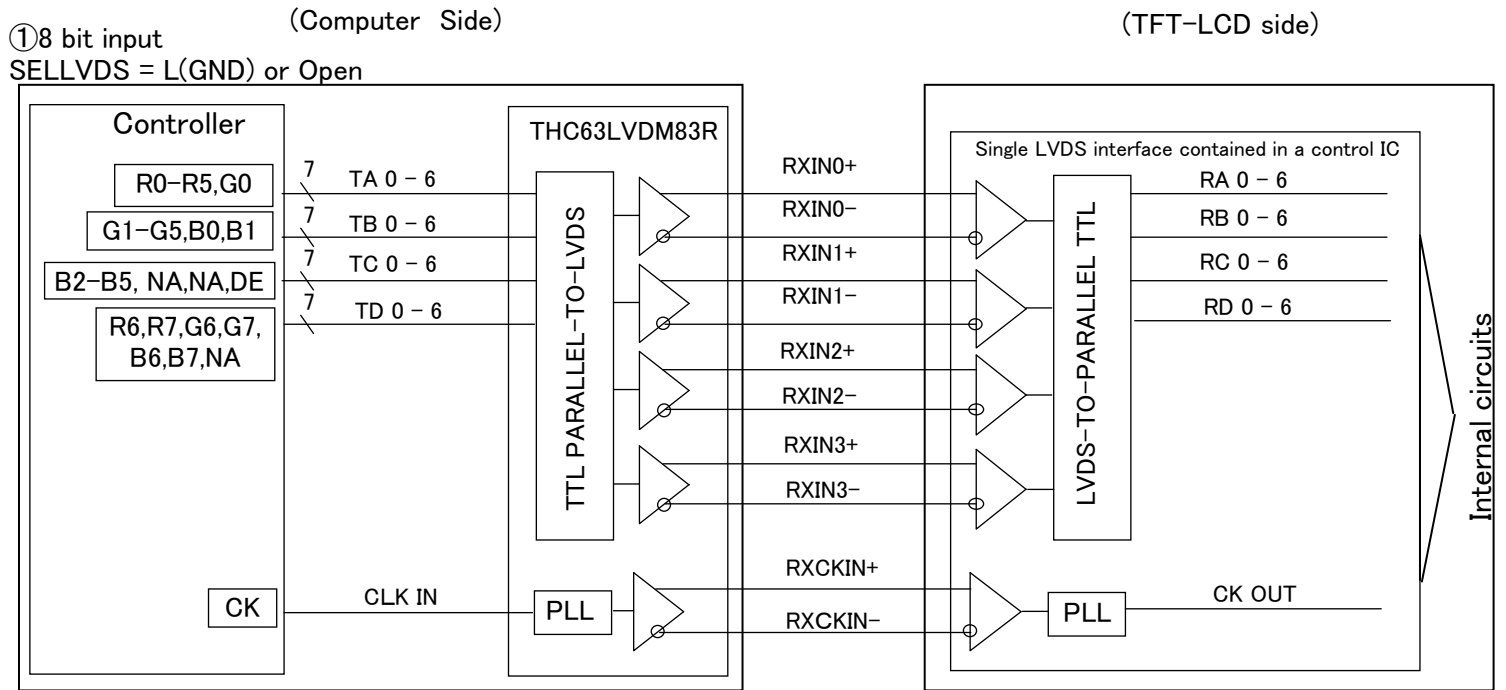 (Computer Side)
(TFT-LCD side)
①8 bit input
SELLVDS = L(GND) or Open
Controller
THC63LVDM83R
Single LVDS interface contained in a control IC
R0-R5,G0
7
TA 0 - 6
RXIN0+
RA 0 - 6
RXIN0-
G1-G5,B0,B1
7
TB 0 - 6
RB 0 - 6
RXIN1+
B2-B5, NA,NA,DE
7
TC 0 - 6
RC 0 - 6
RXIN1-
R6,R7,G6,G7,
B6,B7,NA
7
TD 0 - 6
RD 0 - 6
TTL PARALLEL-TO-LVDS
LVDS-TO-PARALLEL TTL
Internal circuits
RXIN2+
RXIN2-
RXIN3+
RXIN3-
RXCKIN+
CK
CLK IN
PLL
RXCKIN-
PLL
CK OUT